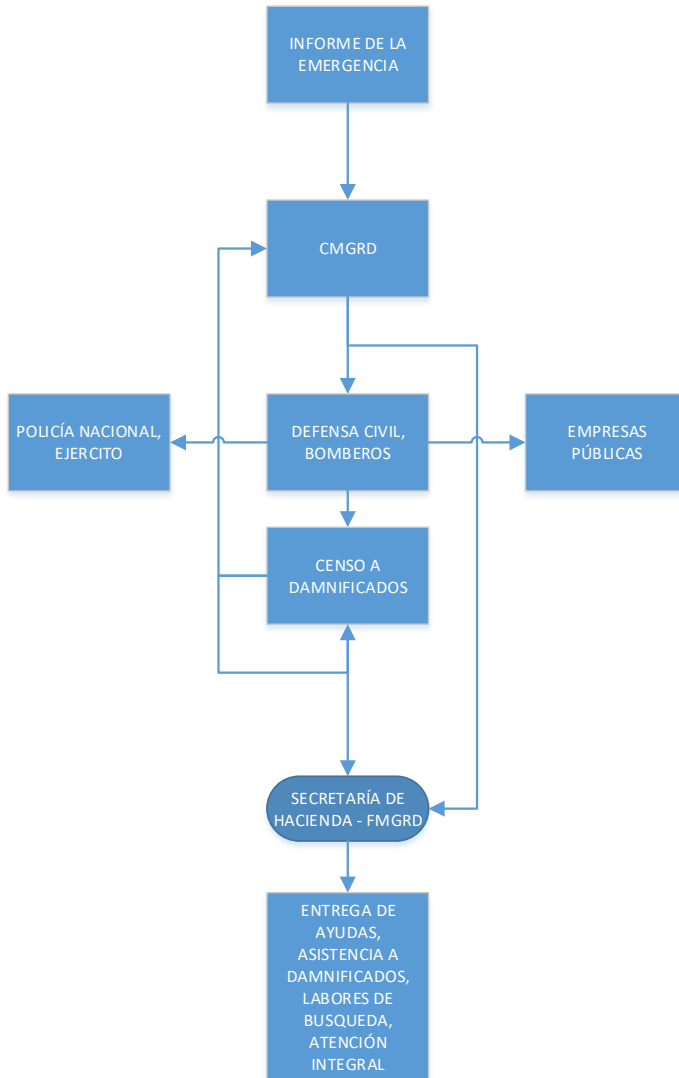 INFORME DE LA
EMERGENCIA
CMGRD
POLICÍA NACIONAL,
EJERCITO
DEFENSA CIVIL,
BOMBEROS
EMPRESAS
PÚBLICAS
CENSO A
DAMNIFICADOS
SECRETARÍA DE
HACIENDA - FMGRD
ENTREGA DE
AYUDAS,
ASISTENCIA A
DAMNIFICADOS,
LABORES DE
BUSQUEDA,
ATENCIÓN
INTEGRAL